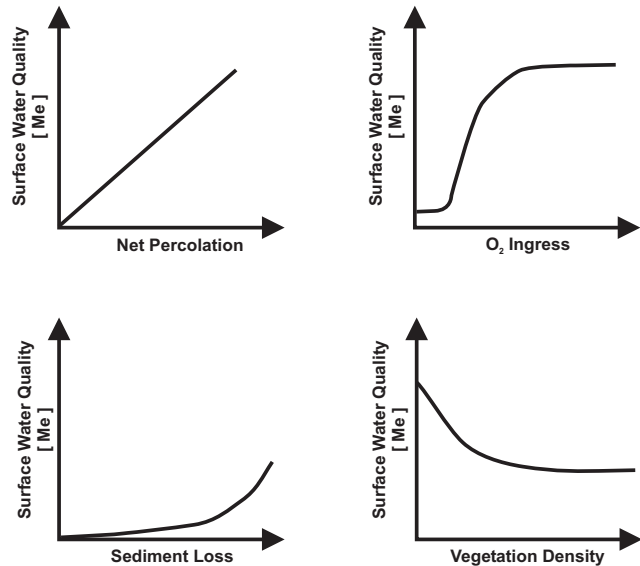 Surface Water Quality
[ Me ]
Net Percolation
Surface Water Quality
[ Me ]
O₂ Ingress
Surface Water Quality
[ Me ]
Sediment Loss
Surface Water Quality
[ Me ]
Vegetation Density